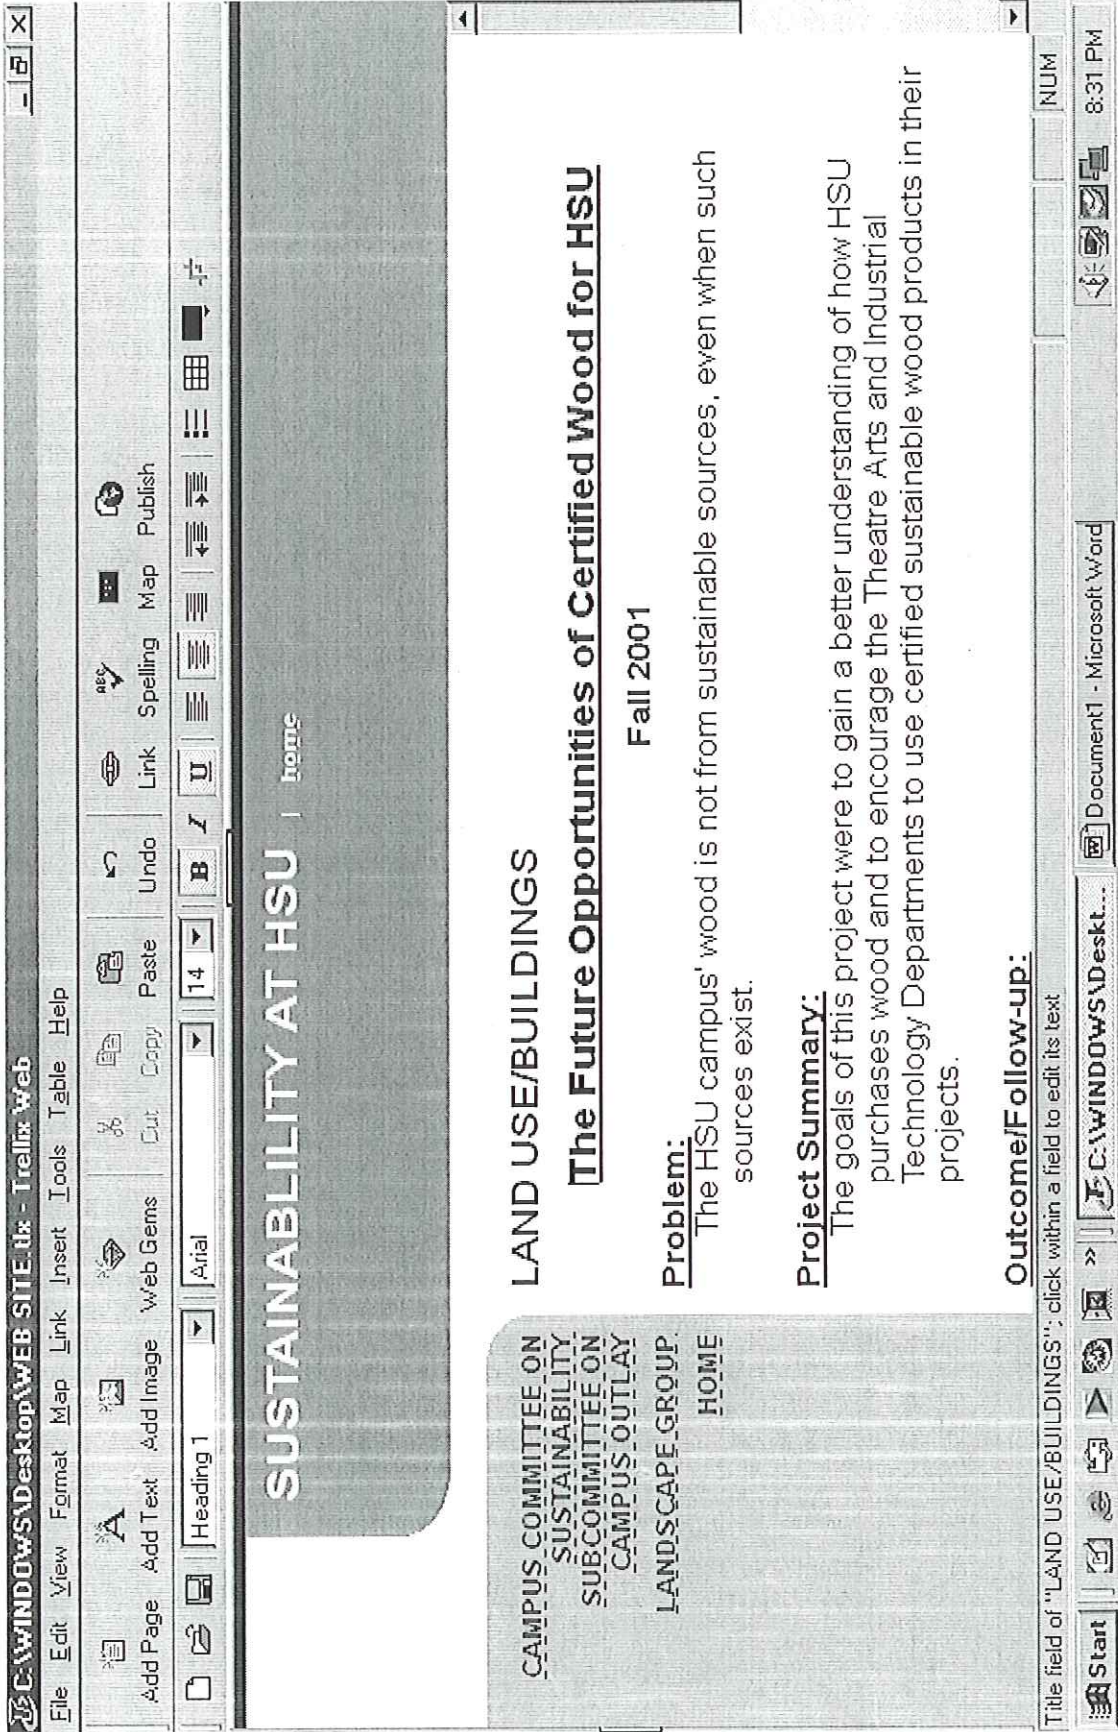 C:\WINDOWS\Desktop\WEB SITE.tlx - Trellix Web
File Edit View Format Map Link Insert Tools Table Help
Add Page Add Text Add Image Web Gems Cut Copy Paste Undo Link Spelling Map Publish
Heading 1 Arial 14 B I U
SUSTAINABLILITY AT HSU | home
CAMPUS COMMITTEE ON
SUSTAINABILITY
SUBCOMMITTEE ON
CAMPUS OUTLAY
LANDSCAPE GROUP
HOME
LAND USE/BUILDINGS
The Future Opportunities of Certified Wood for HSU
Fall 2001
Problem:
The HSU campus' wood is not from sustainable sources, even when such
sources exist.
Project Summary:
The goals of this project were to gain a better understanding of how HSU
purchases wood and to encourage the Theatre Arts and Industrial
Technology Departments to use certified sustainable wood products in their
projects.
Outcome/Follow-up:
Title field of "LAND USE/BUILDINGS"; click within a field to edit its text NUM
Start » C:\WINDOWS\Deskt... Document1 - Microsoft Word 8:31 PM